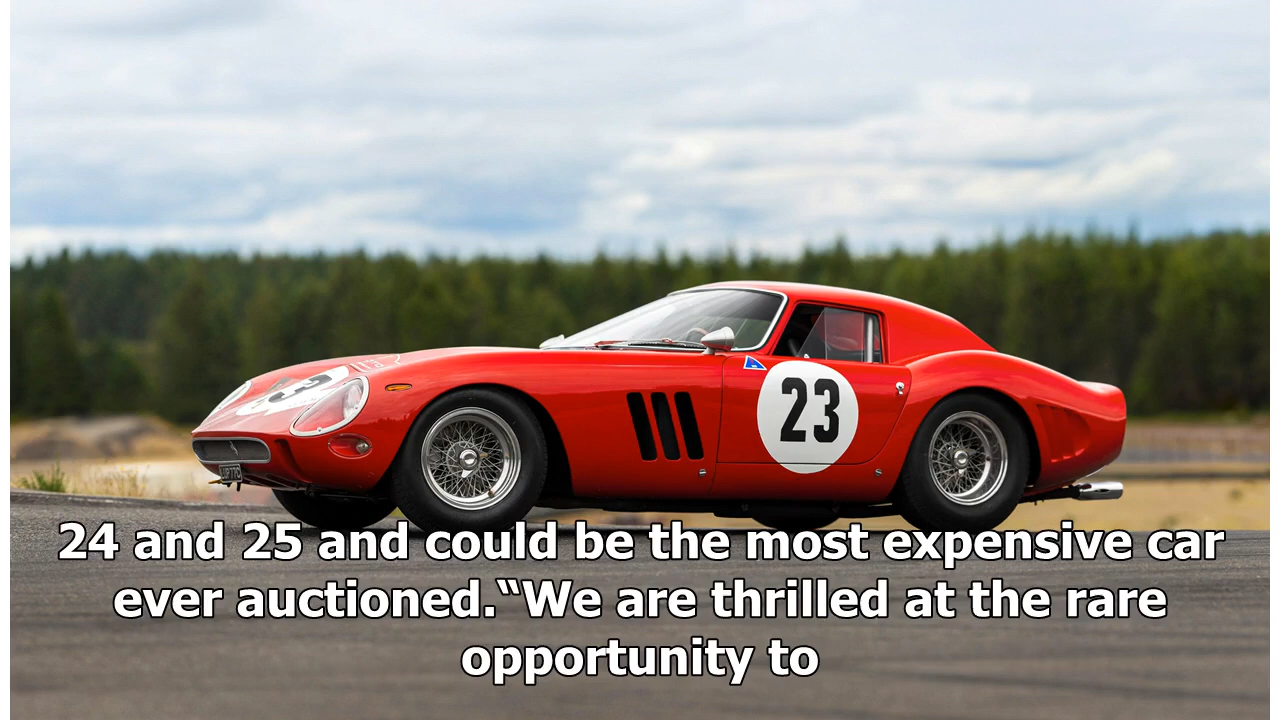 23
24 and 25 and could be the most expensive car
ever auctioned.“We are thrilled at the rare
opportunity to